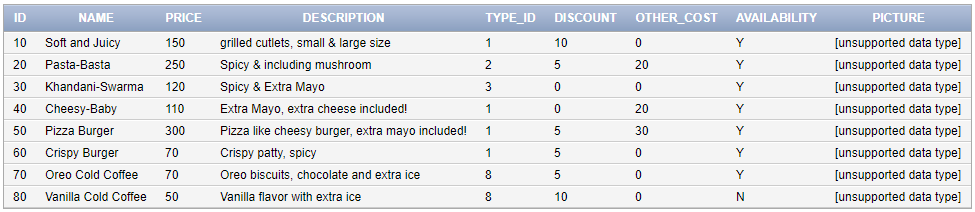 ID NAME PRICE DESCRIPTION TYPE_ID DISCOUNT OTHER_COST AVAILABILITY PICTURE
10 Soft and Juicy 150 grilled cutlets, small & large size 1 10 0 Y [unsupported data type]
20 Pasta-Basta 250 Spicy & including mushroom 2 5 20 Y [unsupported data type]
30 Khandani-Swarma 120 Spicy & Extra Mayo 3 0 0 Y [unsupported data type]
40 Cheesy-Baby 110 Extra Mayo, extra cheese included! 1 0 20 Y [unsupported data type]
50 Pizza Burger 300 Pizza like cheesy burger, extra mayo included! 1 5 30 Y [unsupported data type]
60 Crispy Burger 70 Crispy patty, spicy 1 5 0 Y [unsupported data type]
70 Oreo Cold Coffee 70 Oreo biscuits, chocolate and extra ice 8 5 0 Y [unsupported data type]
80 Vanilla Cold Coffee 50 Vanilla flavor with extra ice 8 10 0 N [unsupported data type]